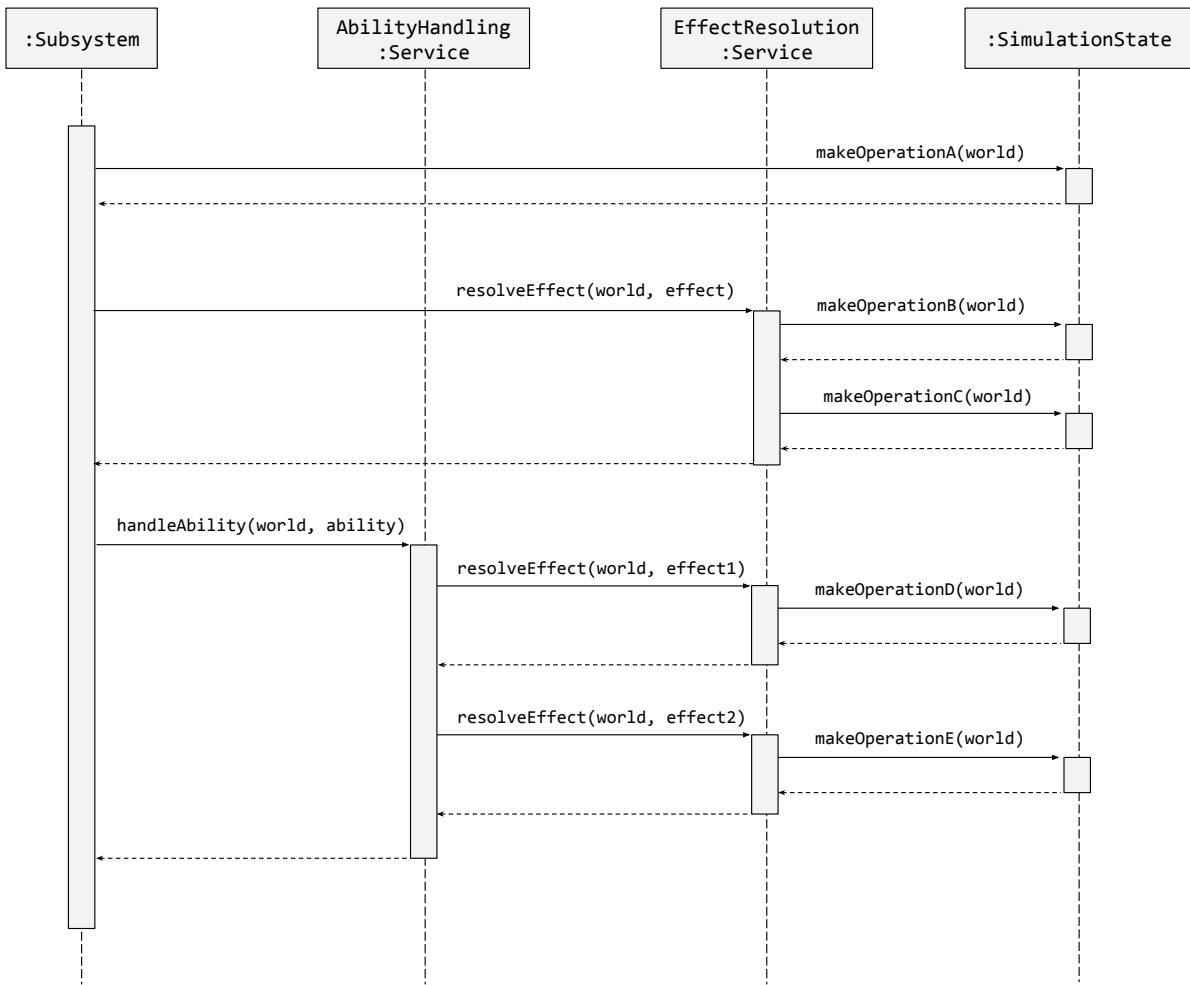 :Subsystem
AbilityHandling
:Service
EffectResolution
:Service
:SimulationState
makeOperationA(world)
resolveEffect(world, effect)
makeOperationB(world)
makeOperationC(world)
handleAbility(world, ability)
resolveEffect(world, effect1)
makeOperationD(world)
resolveEffect(world, effect2)
makeOperationE(world)